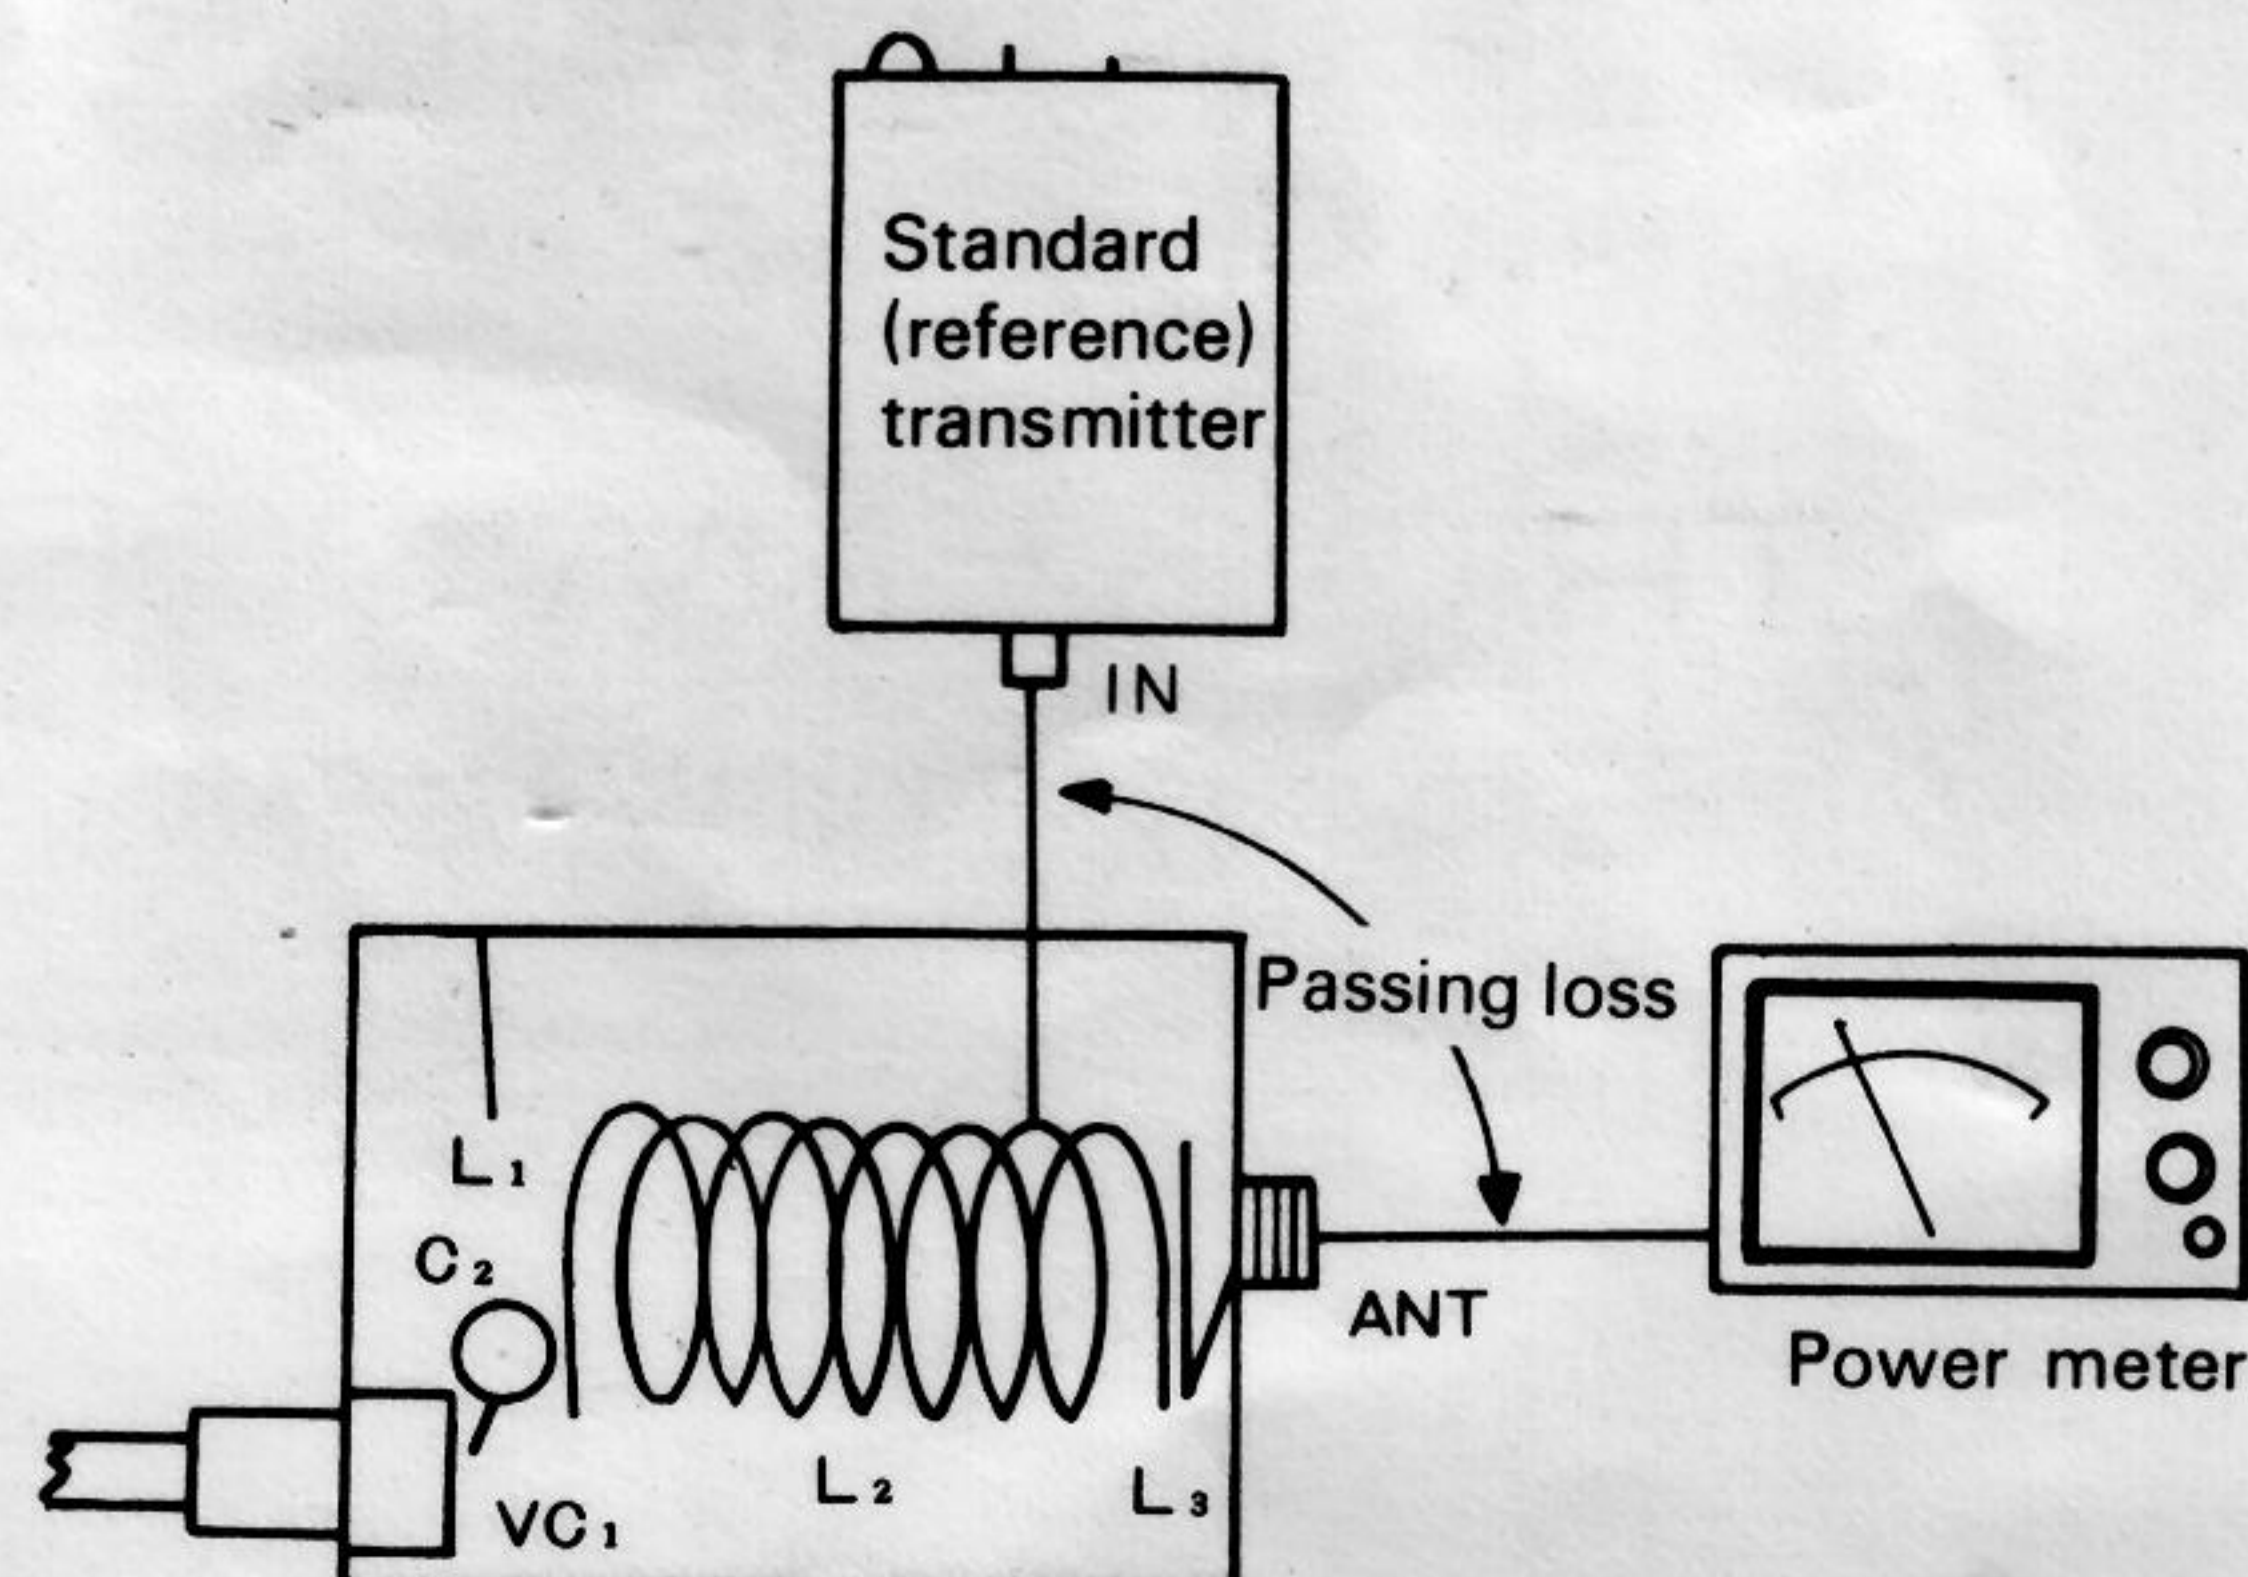 Standard
(reference)
transmitter
IN
Passing loss
L₁
C₂
ANT
Power meter
L₂
L₃
VC₁